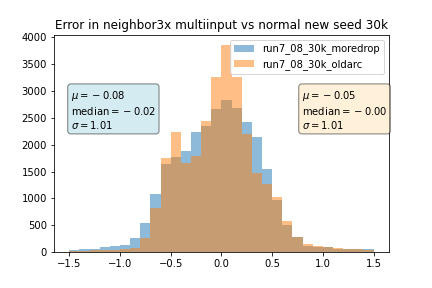 Error in neighbor3x multiinput vs normal new seed 30k
run7_08_30k_moredrop
run7_08_30k_oldarc
μ = −0.08
median = −0.02
σ = 1.01
μ = −0.05
median = −0.00
σ = 1.01
4000
3500
3000
2500
2000
1500
1000
500
0
−1.5 −1.0 −0.5 0.0 0.5 1.0 1.5